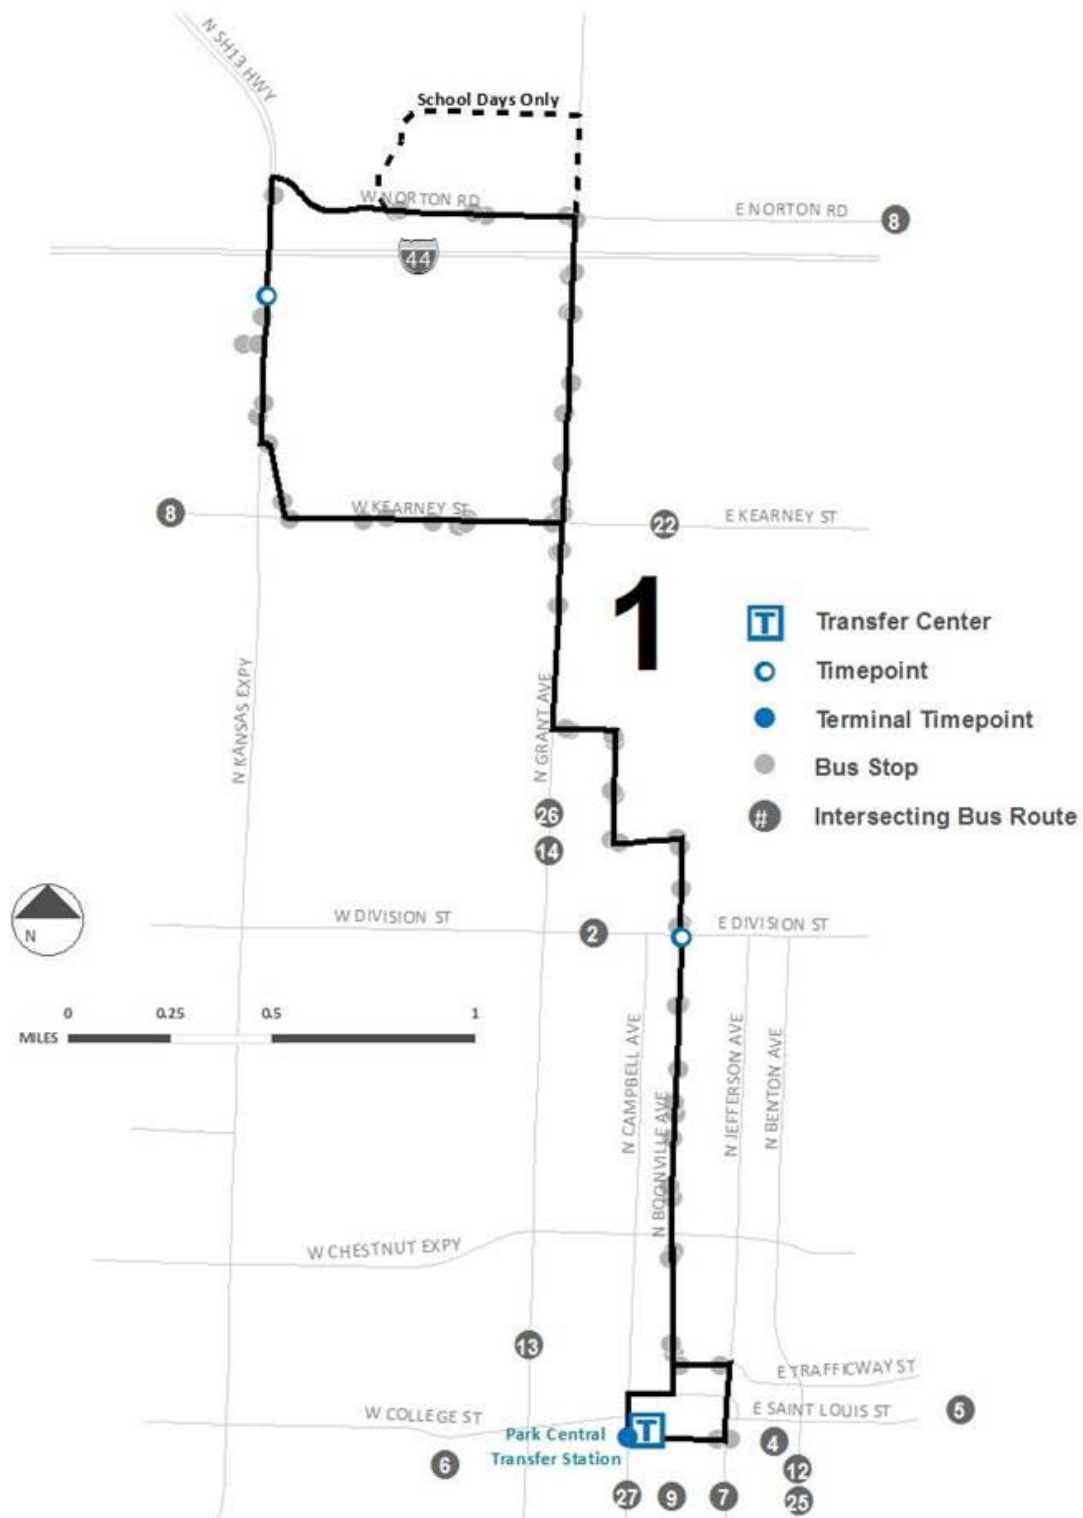 N SH13 HWY
School Days Only
W NORTON RD
E NORTON RD
8
44
8
W KEARNEY ST
22
E KEARNEY ST
1
T
Transfer Center
Timepoint
Terminal Timepoint
Bus Stop
#
Intersecting Bus Route
N KANSAS EXPY
N GRANT AVE
26
14
N
W DIVISION ST
2
E DIVISION ST
0
0.25
0.5
1
MILES
N CAMPBELL AVE
N BOONVILLE AVE
N JEFFERSON AVE
N BENTON AVE
W CHESTNUT EXPY
13
E TRAFFICWAY ST
W COLLEGE ST
E SAINT LOUIS ST
5
Park Central
Transfer Station
T
4
6
12
27
9
7
25